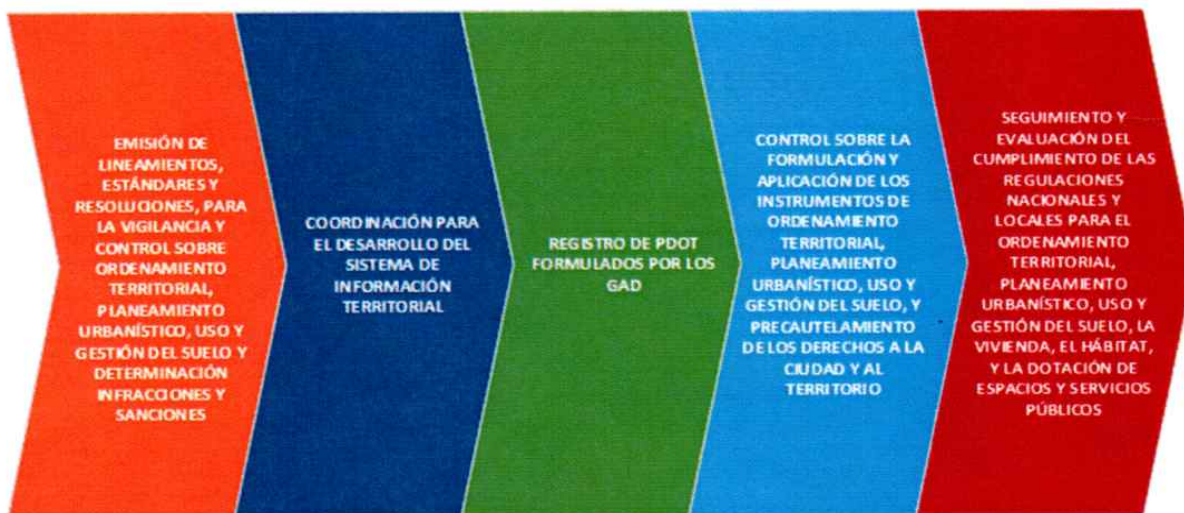 EMISIÓN DE
LINEAMIENTOS,
ESTÁNDARES Y
RESOLUCIONES, PARA
LA VIGILANCIA Y
CONTROL SOBRE
ORDENAMIENTO
TERRITORIAL,
PLANEAMIENTO
URBANÍSTICO, USO Y
GESTIÓN DEL SUELO Y
DETERMINACIÓN
INFRACCIONES Y
SANCIONES
COORDINACIÓN PARA
EL DESARROLLO DEL
SISTEMA DE
INFORMACIÓN
TERRITORIAL
REGISTRO DE PDOT
FORMULADOS POR LOS
GAD
CONTROL SOBRE LA
FORMULACIÓN Y
APLICACIÓN DE LOS
INSTRUMENTOS DE
ORDENAMIENTO
TERRITORIAL,
PLANEAMIENTO
URBANÍSTICO, USO Y
GESTIÓN DEL SUELO, Y
PRECAUTELAMIENTO
DE LOS DERECHOS A LA
CIUDAD Y AL
TERRITORIO
SEGUIMIENTO Y
EVALUACIÓN DEL
CUMPLIMIENTO DE LAS
REGULACIONES
NACIONALES Y
LOCALES PARA EL
ORDENAMIENTO
TERRITORIAL,
PLANEAMIENTO
URBANÍSTICO, USO Y
GESTIÓN DEL SUELO, LA
VIVIENDA, EL HÁBITAT,
Y LA DOTACIÓN DE
ESPACIOS Y SERVICIOS
PÚBLICOS